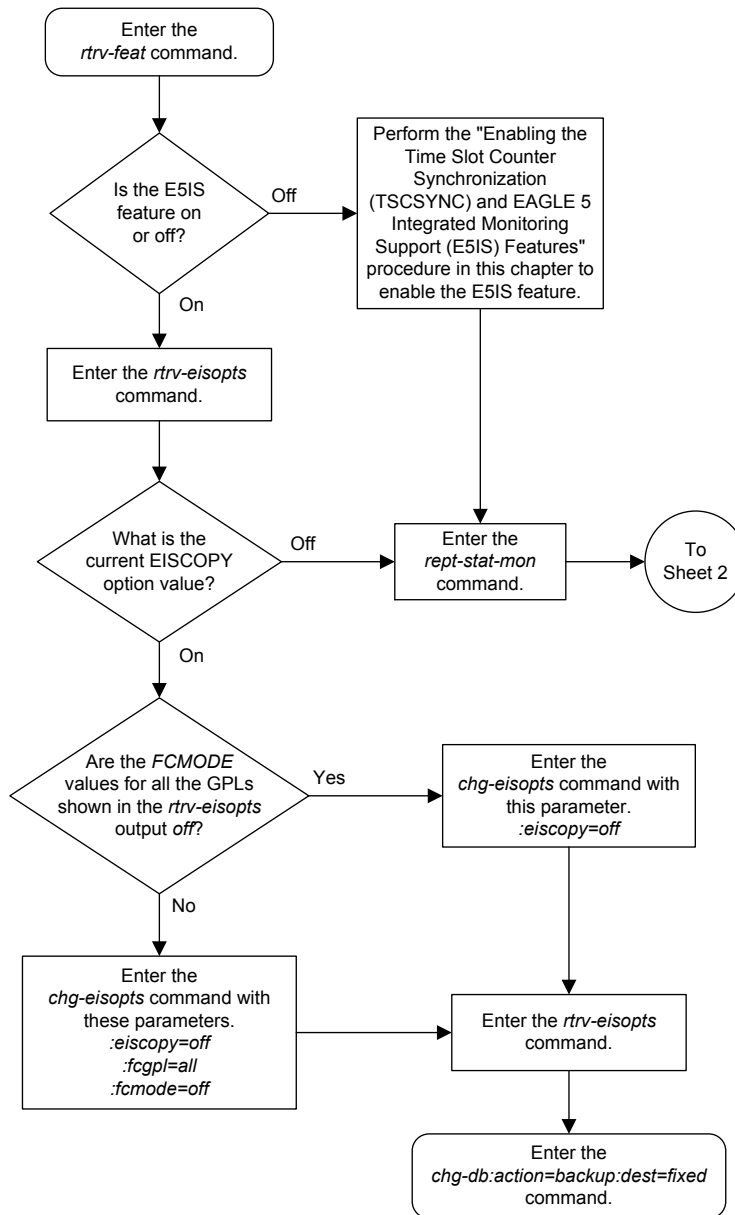 Enter the
rtrv-feat command.
Is the E5IS
feature on
or off?
Off
Perform the "Enabling the
Time Slot Counter
Synchronization
(TSCSYNC) and EAGLE 5
Integrated Monitoring
Support (E5IS) Features"
procedure in this chapter to
enable the E5IS feature.
On
Enter the rtrv-eisopts
command.
What is the
current EISCOPY
option value?
Off
Enter the
rept-stat-mon
command.
To
Sheet 2
On
Are the FCMODE
values for all the GPLs
shown in the rtrv-eisopts
output off?
Yes
Enter the
chg-eisopts command with
this parameter.
:eiscopy=off
No
Enter the
chg-eisopts command with
these parameters.
:eiscopy=off
:fcgpl=all
:fcmode=off
Enter the rtrv-eisopts
command.
Enter the
chg-db:action=backup:dest=fixed
command.